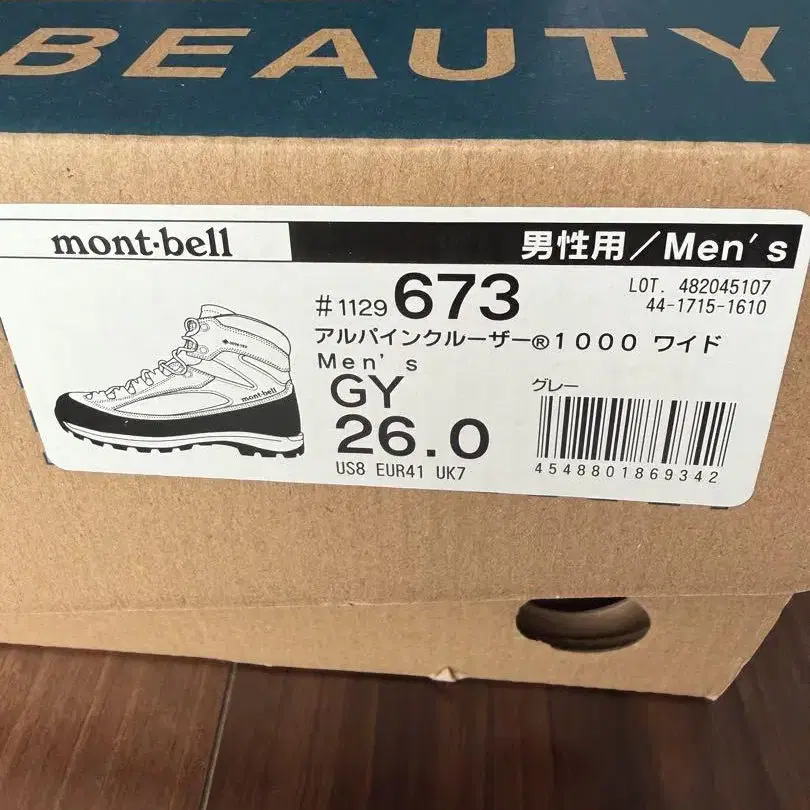 BEAUTY
mont·bell
男性用/Men's
#1129 673
LOT. 482045107
44-1715-1610
アルパインクルーザー®1000 ワイド
Men's
GY
グレー
26.0
US8 EUR41 UK7
4548801869342
mont·bell